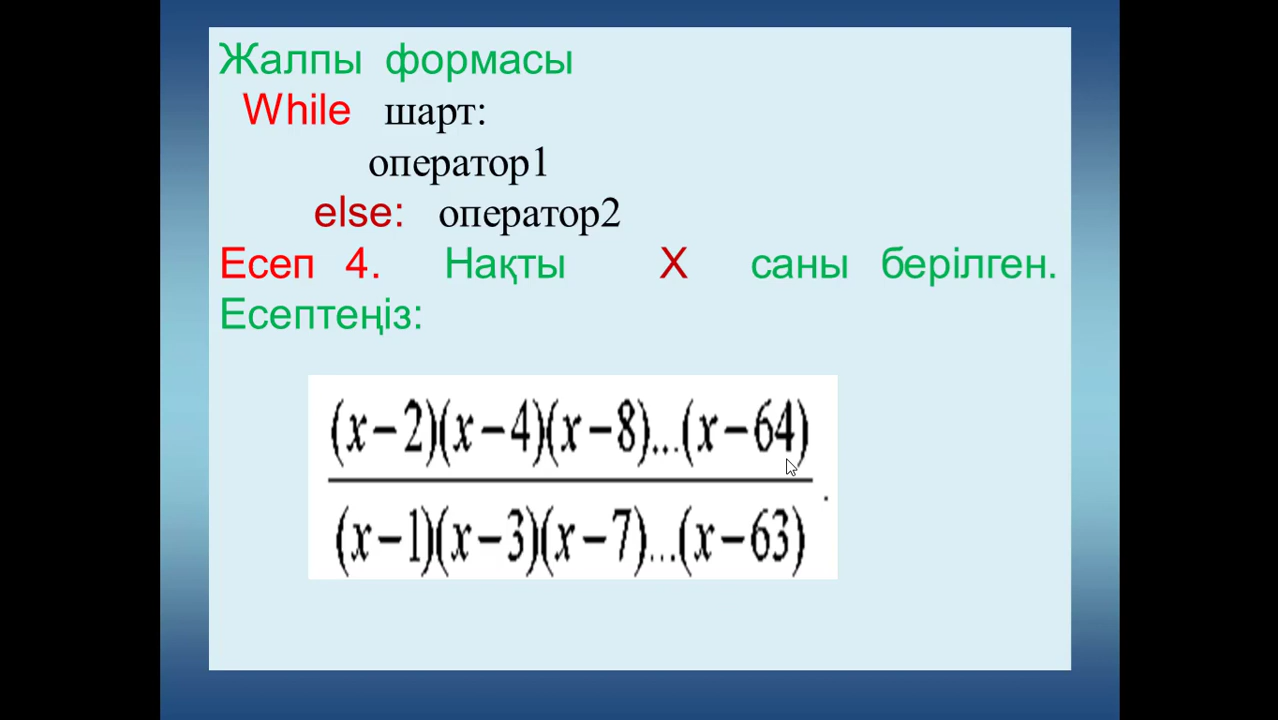 Жалпы формасы
While шарт:
оператор1
else: оператор2
Есеп 4. Нақты X саны берілген.
Есептеңіз:
(x−2)(x−4)(x−8)...(x−64)
(x−1)(x−3)(x−7)...(x−63) .